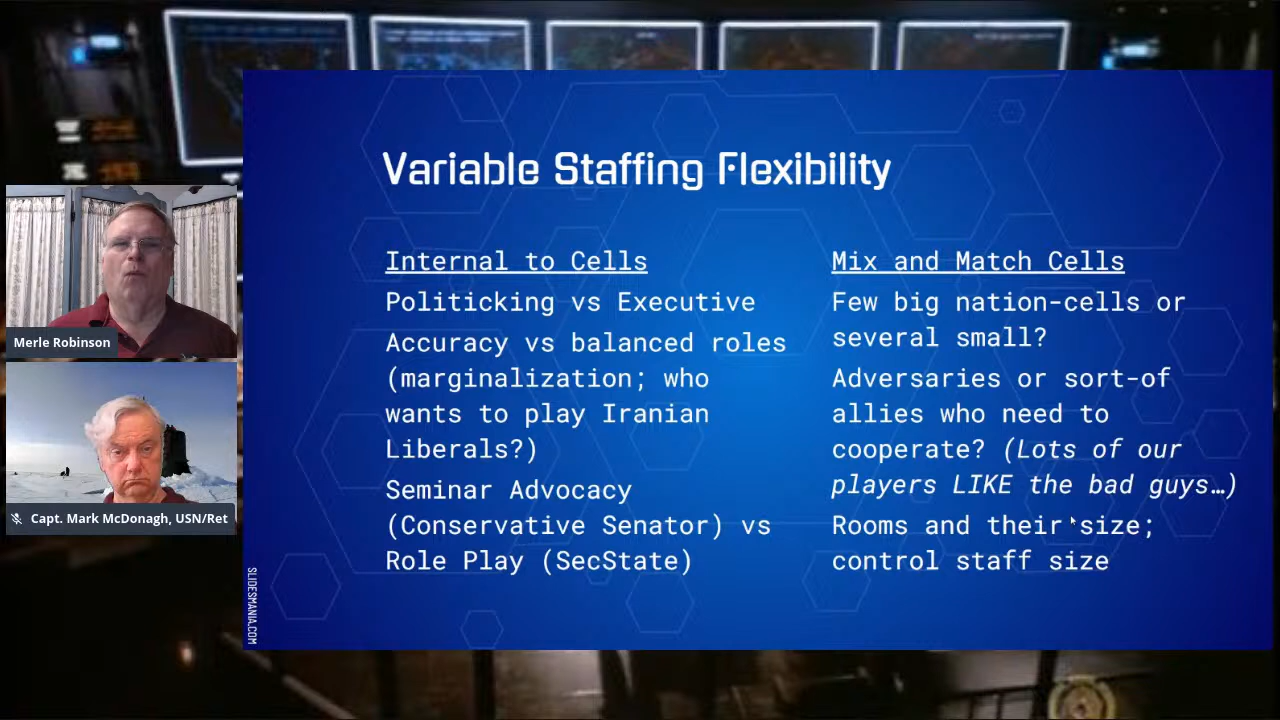 Variable Staffing Flexibility
Internal to Cells
Politicking vs Executive
Accuracy vs balanced roles
(marginalization; who
wants to play Iranian
Liberals?)
Seminar Advocacy
(Conservative Senator) vs
Role Play (SecState)
Mix and Match Cells
Few big nation-cells or
several small?
Adversaries or sort-of
allies who need to
cooperate? (Lots of our
players LIKE the bad guys…)
Rooms and their size;
control staff size
Merle Robinson
Capt. Mark McDonagh, USN/Ret
SLIDESMANIA.COM